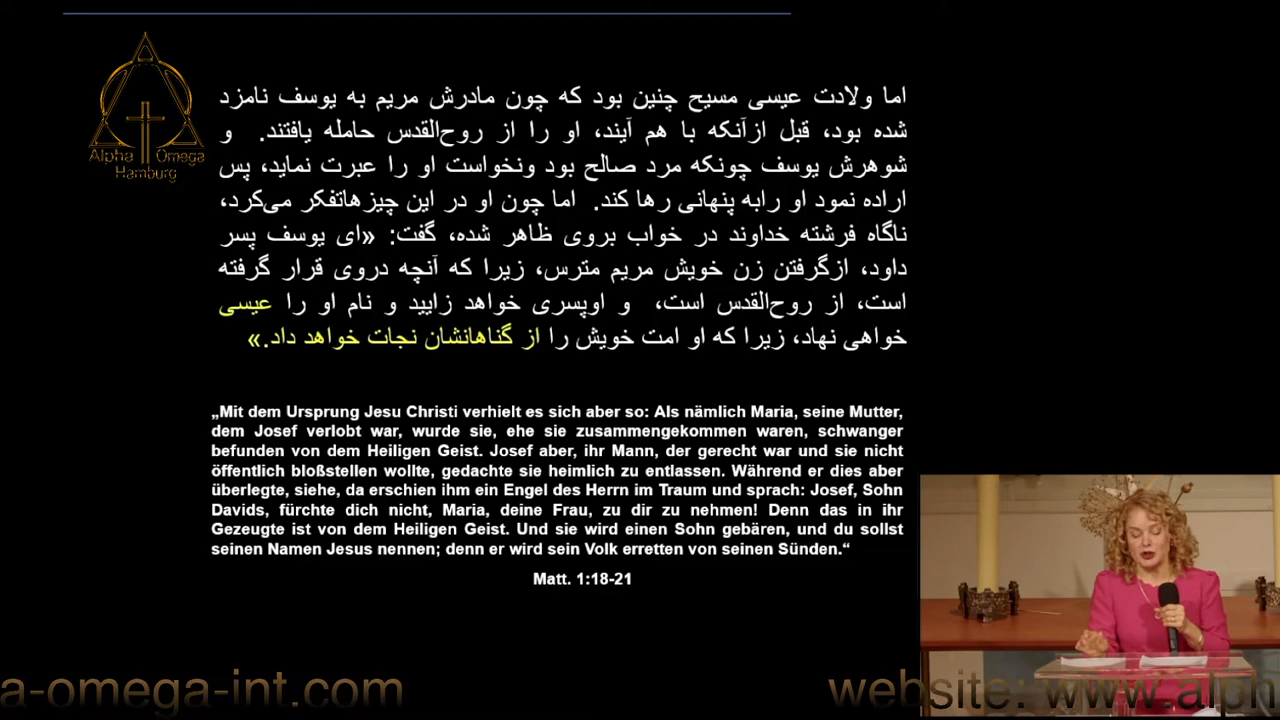 Alpha Omega
Hamburg
اما ولادت عیسی مسیح چنین بود که چون مادرش مریم به یوسف نامزد
شده بود، قبل ازآنکه با هم آیند، او را از روح‌القدس حامله یافتند. و
شوهرش یوسف چونکه مرد صالح بود ونخواست او را عبرت نماید، پس
اراده نمود او رابه پنهانی رها کند. اما چون او در این چیزهاتفکر می‌کرد،
ناگاه فرشته خداوند در خواب بروی ظاهر شده، گفت: «ای یوسف پسر
داود، ازگرفتن زن خویش مریم مترس، زیرا که آنچه دروی قرار گرفته
است، از روح‌القدس است، و اوپسری خواهد زایید و نام او را عیسی
خواهی نهاد، زیرا که او امت خویش را از گناهانشان نجات خواهد داد.»
„Mit dem Ursprung Jesu Christi verhielt es sich aber so: Als nämlich Maria, seine Mutter,
dem Josef verlobt war, wurde sie, ehe sie zusammengekommen waren, schwanger
befunden von dem Heiligen Geist. Josef aber, ihr Mann, der gerecht war und sie nicht
öffentlich bloßstellen wollte, gedachte sie heimlich zu entlassen. Während er dies aber
überlegte, siehe, da erschien ihm ein Engel des Herrn im Traum und sprach: Josef, Sohn
Davids, fürchte dich nicht, Maria, deine Frau, zu dir zu nehmen! Denn das in ihr
Gezeugte ist von dem Heiligen Geist. Und sie wird einen Sohn gebären, und du sollst
seinen Namen Jesus nennen; denn er wird sein Volk erretten von seinen Sünden.“
Matt. 1:18-21
a-omega-int.com website: www.alph